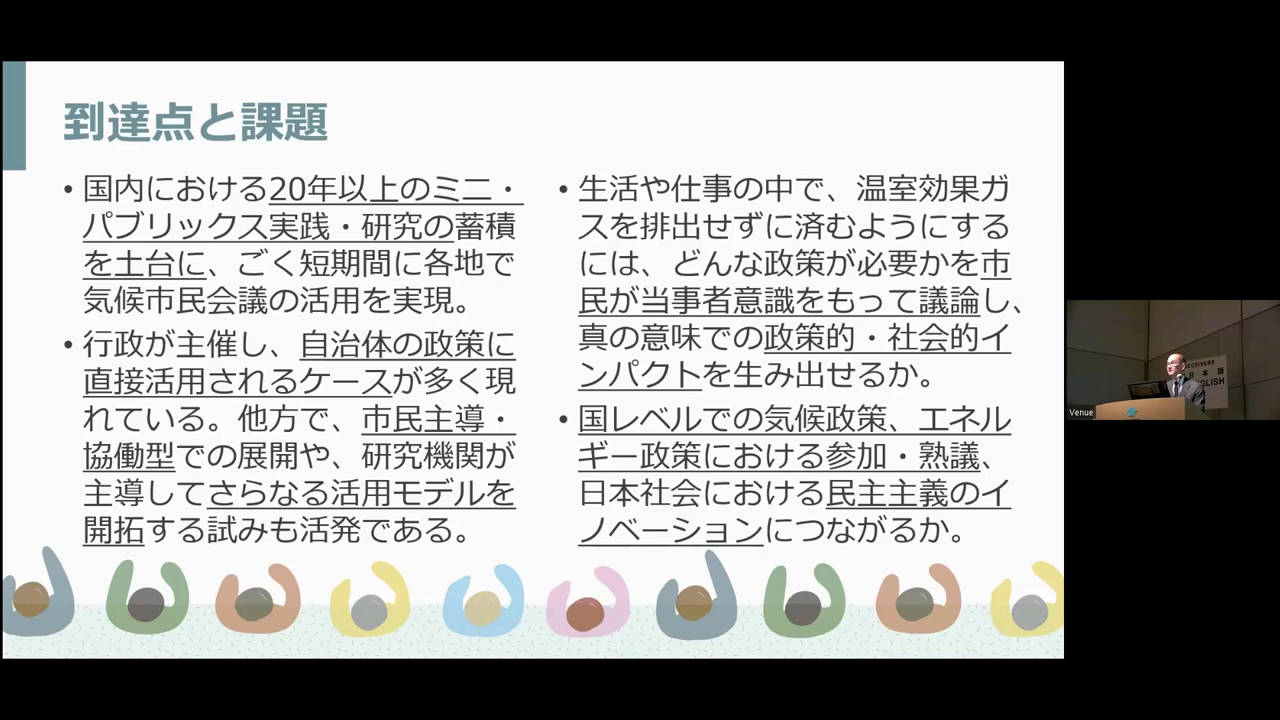 到達点と課題
• 国内における20年以上のミニ・
パブリックス実践・研究の蓄積
を土台に、ごく短期間に各地で
気候市民会議の活用を実現。
• 行政が主催し、自治体の政策に
直接活用されるケースが多く現
れている。他方で、市民主導・
協働型での展開や、研究機関が
主導してさらなる活用モデルを
開拓する試みも活発である。
• 生活や仕事の中で、温室効果ガ
スを排出せずに済むようにする
には、どんな政策が必要かを市
民が当事者意識をもって議論し、
真の意味での政策的・社会的イ
ンパクトを生み出せるか。
• 国レベルでの気候政策、エネル
ギー政策における参加・熟議、
日本社会における民主主義のイ
ノベーションにつながるか。
日本語
Venue